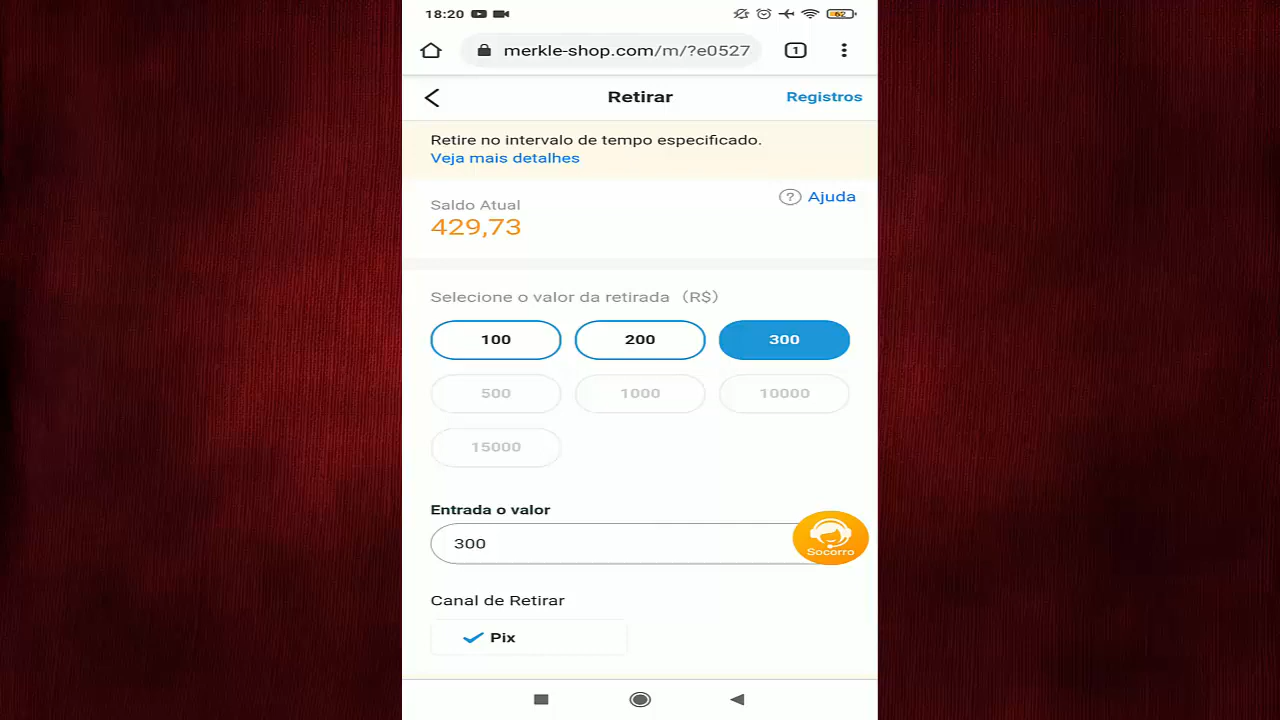 18:20
62
merkle-shop.com/m/?e0527
1
Retirar
Registros
Retire no intervalo de tempo especificado.
Veja mais detalhes
Saldo Atual
? Ajuda
429,73
Selecione o valor da retirada （R$）
100 200 300
500 1000 10000
15000
Entrada o valor
300
Socorro
Canal de Retirar
Pix